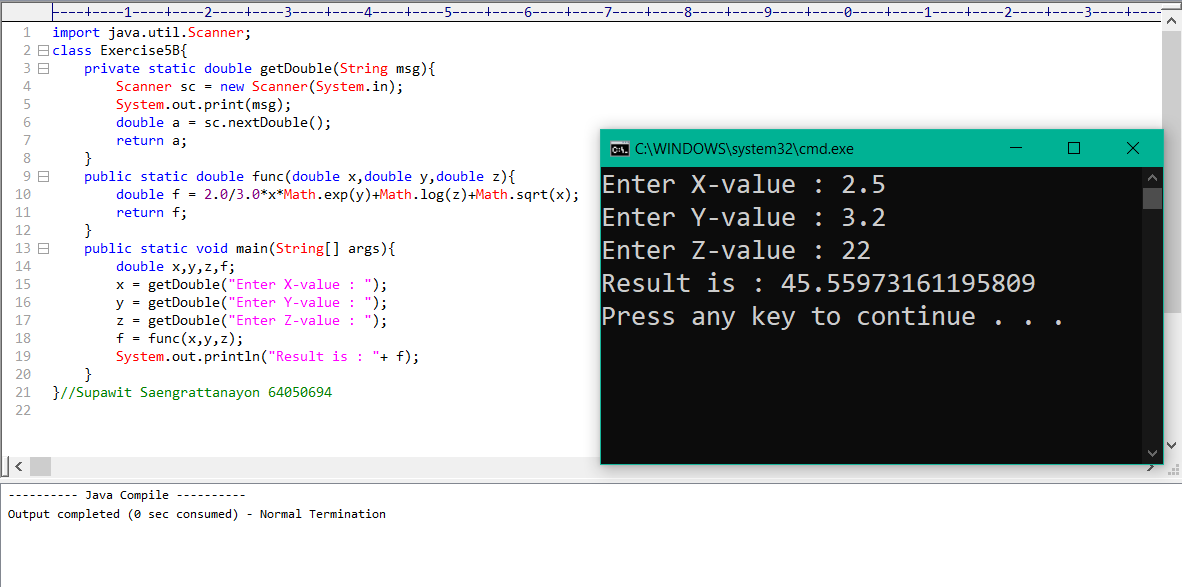 ----+----1----+----2----+----3----+----4----+----5----+----6----+----7----+----8----+----9----+----0----+----1----+----2----+----3----+----
1 import java.util.Scanner;
2 class Exercise5B{
3 private static double getDouble(String msg){
4 Scanner sc = new Scanner(System.in);
5 System.out.print(msg);
6 double a = sc.nextDouble();
7 return a;
8 }
9 public static double func(double x,double y,double z){
10 double f = 2.0/3.0*x*Math.exp(y)+Math.log(z)+Math.sqrt(x);
11 return f;
12 }
13 public static void main(String[] args){
14 double x,y,z,f;
15 x = getDouble("Enter X-value : ");
16 y = getDouble("Enter Y-value : ");
17 z = getDouble("Enter Z-value : ");
18 f = func(x,y,z);
19 System.out.println("Result is : "+ f);
20 }
21 }//Supawit Saengrattanayon 64050694
22
C:\WINDOWS\system32\cmd.exe
Enter X-value : 2.5
Enter Y-value : 3.2
Enter Z-value : 22
Result is : 45.55973161195809
Press any key to continue . . .
---------- Java Compile ----------
Output completed (0 sec consumed) - Normal Termination